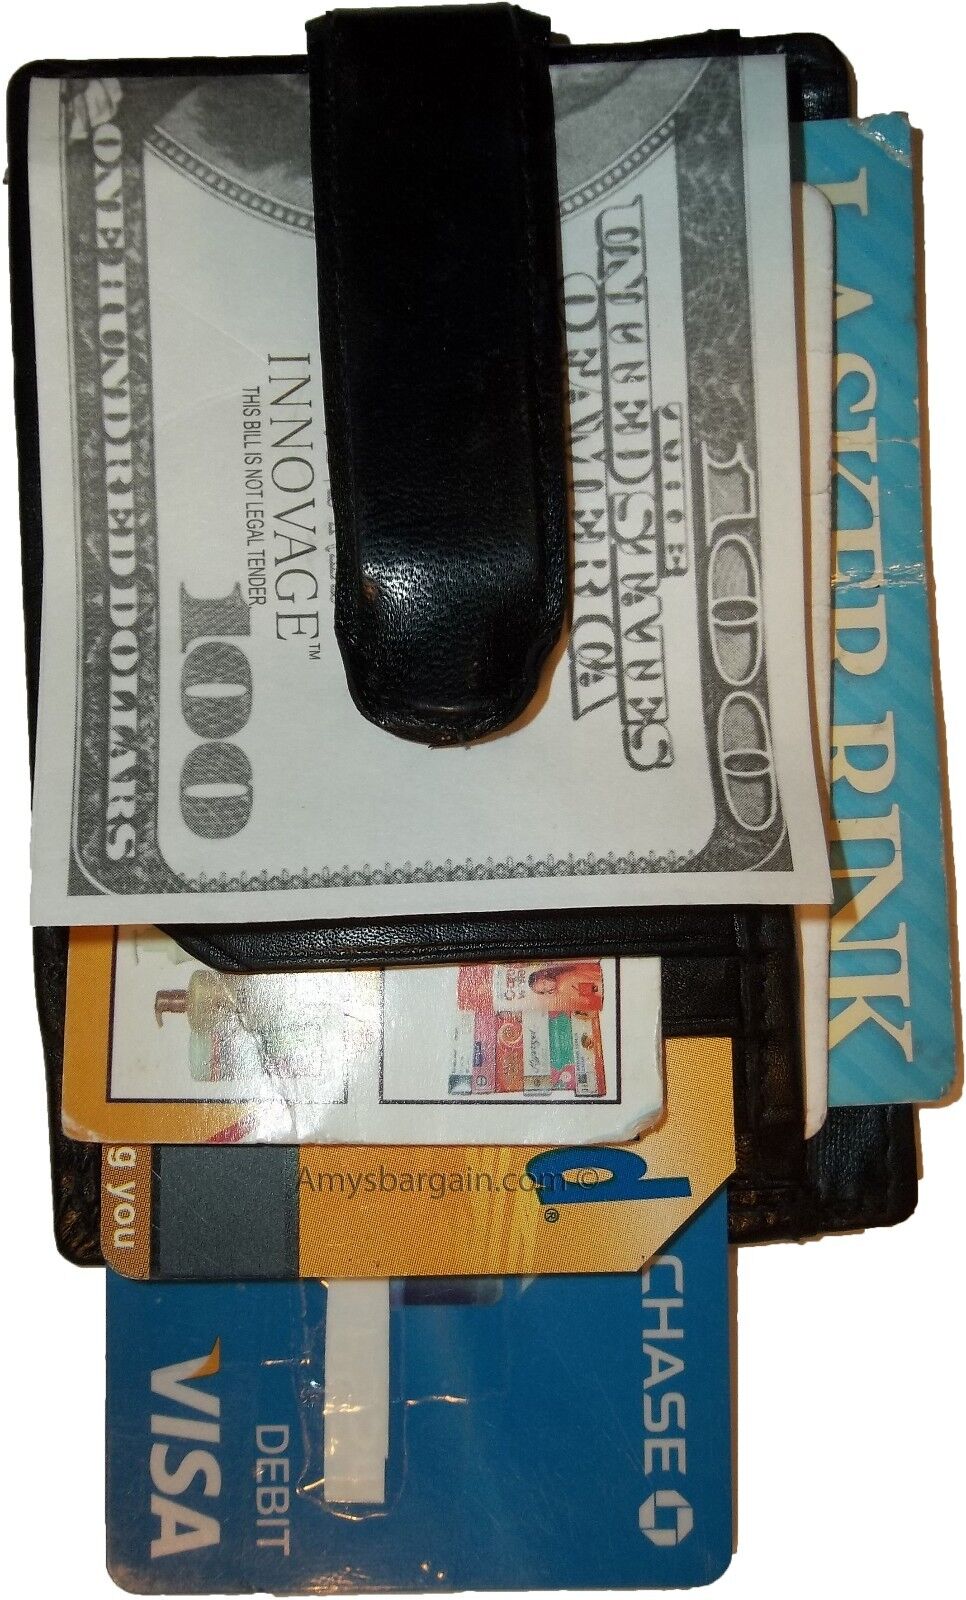 ONE HUNDRED DOLLARS
100
INNOVAGE™
THIS BILL IS NOT LEGAL TENDER
THE
UNITED STATES
OF AMERICA
100
LASKER RINK
g you
d®
Amysbargain.com ©
CHASE
VISA
DEBIT